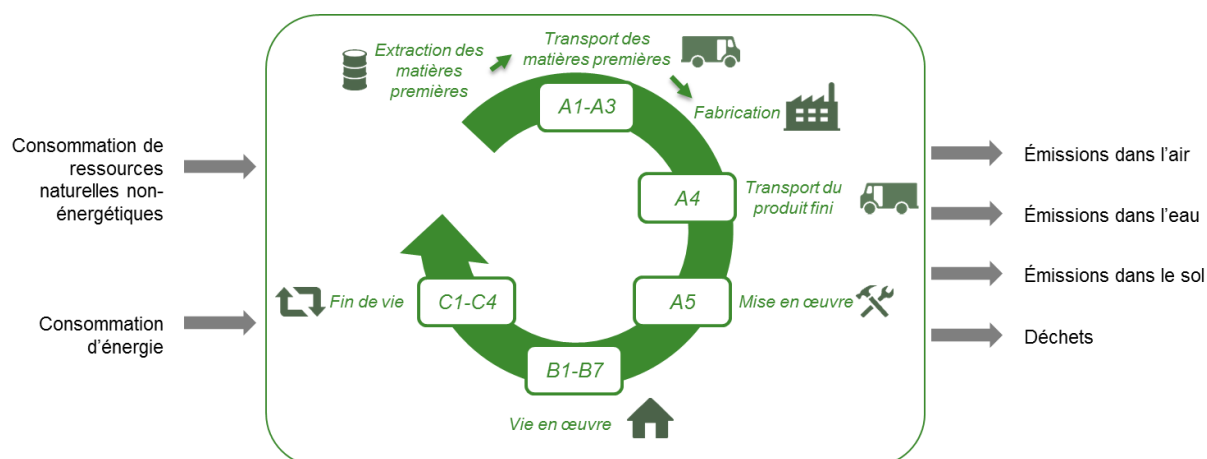 Consommation de
ressources
naturelles non-
énergétiques
Consommation
d’énergie
Extraction des
matières
premières
Transport des
matières premières
Fabrication
A1-A3
A4
Transport du
produit fini
A5
Mise en œuvre
B1-B7
Vie en œuvre
C1-C4
Fin de vie
Émissions dans l’air
Émissions dans l’eau
Émissions dans le sol
Déchets